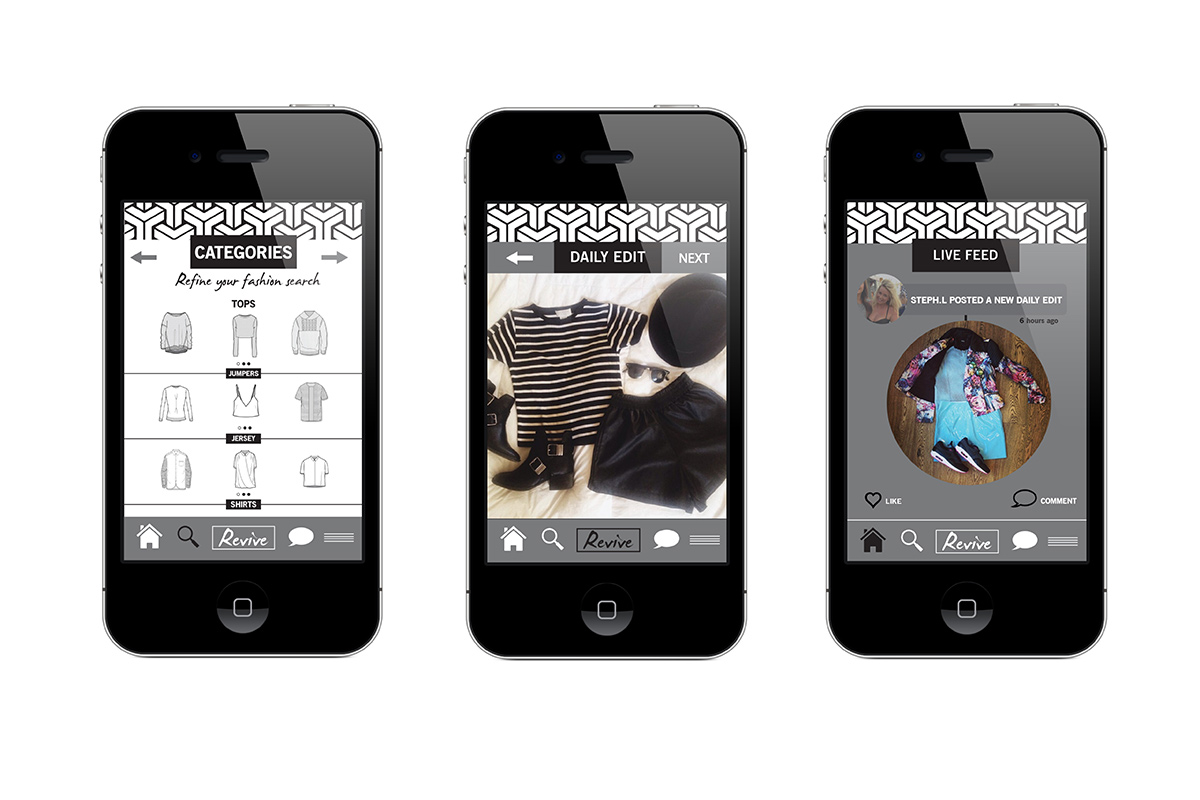 CATEGORIES
Refine your fashion search
TOPS
JUMPERS
JERSEY
SHIRTS
Revive
DAILY EDIT
NEXT
Revive
LIVE FEED
STEPH.L POSTED A NEW DAILY EDIT
6 hours ago
LIKE
COMMENT
Revive